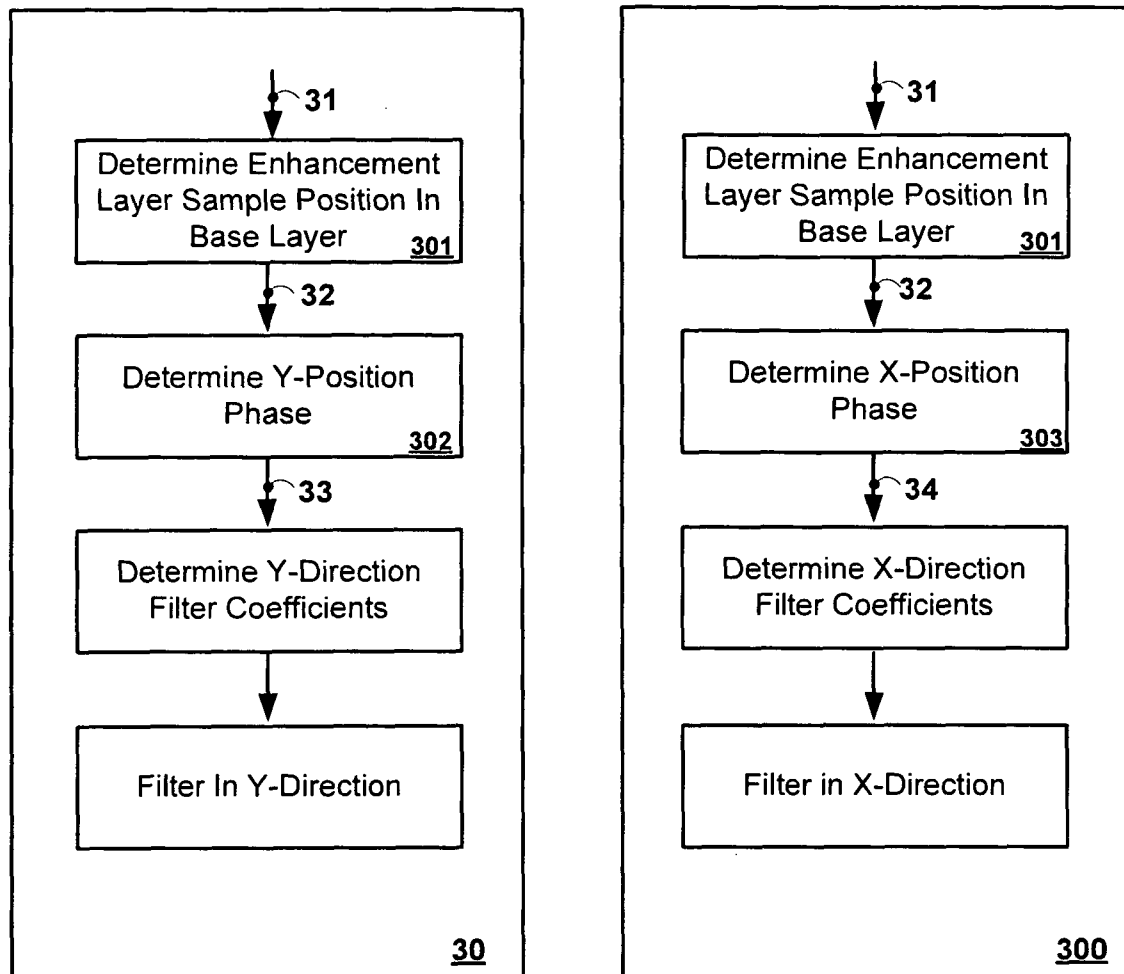 31
Determine Enhancement
Layer Sample Position In
Base Layer
301
32
Determine Y-Position
Phase
302
33
Determine Y-Direction
Filter Coefficients
Filter In Y-Direction
30
31
Determine Enhancement
Layer Sample Position In
Base Layer
301
32
Determine X-Position
Phase
303
34
Determine X-Direction
Filter Coefficients
Filter in X-Direction
300